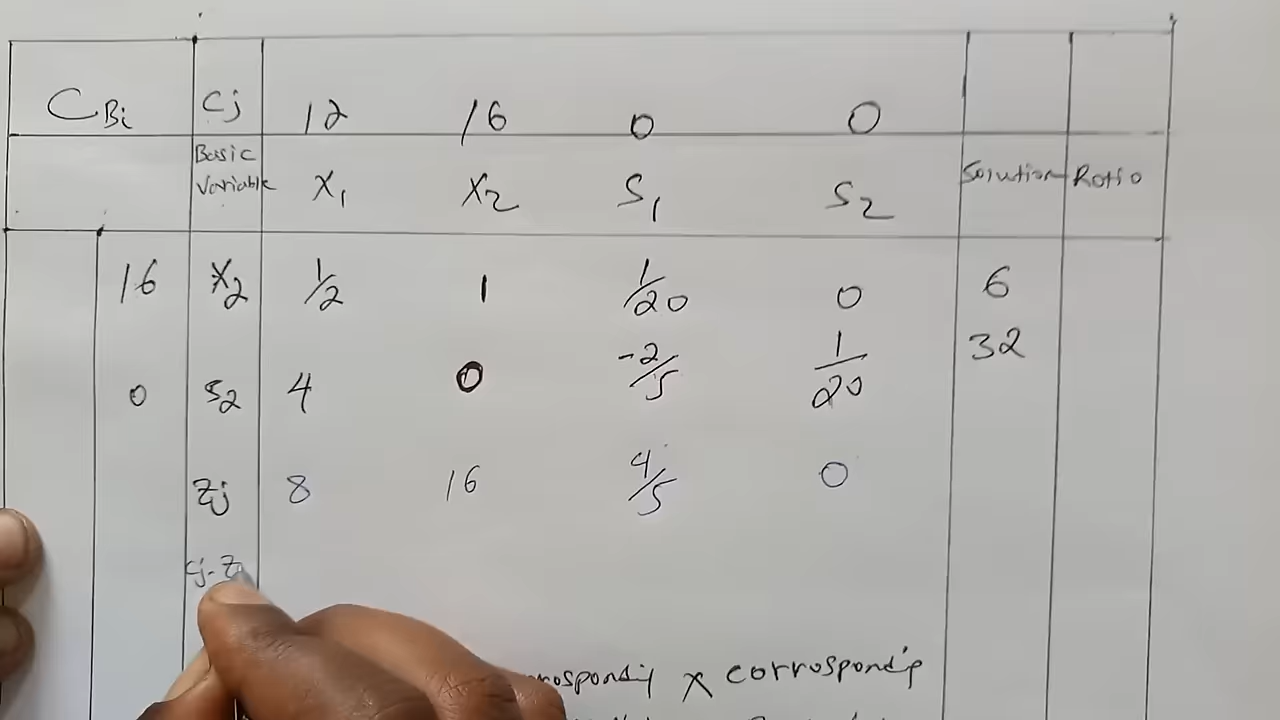 CBi Cj 12 16 0 0
Basic Variable X1 X2 S1 S2 Solution Ratio
16 X2 1/2 1 1/20 0 6
0 S2 4 0 -2/5 1/20 32
Zj 8 16 4/5 0
Cj-Zj
X correspondip